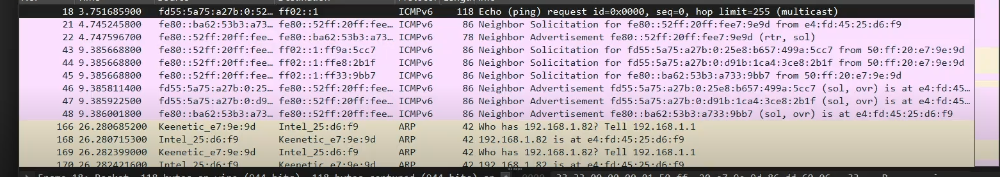 18 3.751685900 fd55:5a75:a27b:0:52… ff02::1 ICMPv6 118 Echo (ping) request id=0x0000, seq=0, hop limit=255 (multicast)
21 4.745245800 fe80::ba62:53b3:a73… fe80::52ff:20ff:fee… ICMPv6 86 Neighbor Solicitation for fe80::52ff:20ff:fee7:9e9d from e4:fd:45:25:d6:f9
22 4.747596700 fe80::52ff:20ff:fee… fe80::ba62:53b3:a73… ICMPv6 78 Neighbor Advertisement fe80::52ff:20ff:fee7:9e9d (rtr, sol)
43 9.385668800 fe80::52ff:20ff:fee… ff02::1:ff9a:5cc7 ICMPv6 86 Neighbor Solicitation for fd55:5a75:a27b:0:25e8:b657:499a:5cc7 from 50:ff:20:e7:9e:9d
44 9.385668800 fe80::52ff:20ff:fee… ff02::1:ffe8:2b1f ICMPv6 86 Neighbor Solicitation for fd55:5a75:a27b:0:d91b:1ca4:3ce8:2b1f from 50:ff:20:e7:9e:9d
45 9.385668800 fe80::52ff:20ff:fee… ff02::1:ff33:9bb7 ICMPv6 86 Neighbor Solicitation for fe80::ba62:53b3:a733:9bb7 from 50:ff:20:e7:9e:9d
46 9.385811400 fd55:5a75:a27b:0:25… fe80::52ff:20ff:fee… ICMPv6 86 Neighbor Advertisement fd55:5a75:a27b:0:25e8:b657:499a:5cc7 (sol, ovr) is at e4:fd:45…
47 9.385922500 fd55:5a75:a27b:0:d9… fe80::52ff:20ff:fee… ICMPv6 86 Neighbor Advertisement fd55:5a75:a27b:0:d91b:1ca4:3ce8:2b1f (sol, ovr) is at e4:fd:45…
48 9.386001800 fe80::ba62:53b3:a73… fe80::52ff:20ff:fee… ICMPv6 86 Neighbor Advertisement fe80::ba62:53b3:a733:9bb7 (sol, ovr) is at e4:fd:45:25:d6:f9
166 26.280685200 Keenetic_e7:9e:9d Intel_25:d6:f9 ARP 42 Who has 192.168.1.82? Tell 192.168.1.1
168 26.280715300 Intel_25:d6:f9 Keenetic_e7:9e:9d ARP 42 192.168.1.82 is at e4:fd:45:25:d6:f9
169 26.282399000 Keenetic_e7:9e:9d Intel_25:d6:f9 ARP 42 Who has 192.168.1.82? Tell 192.168.1.1
170 26.282421600 Intel_25:d6:f9 Keenetic_e7:9e:9d ARP 42 192.168.1.82 is at e4:fd:45:25:d6:f9